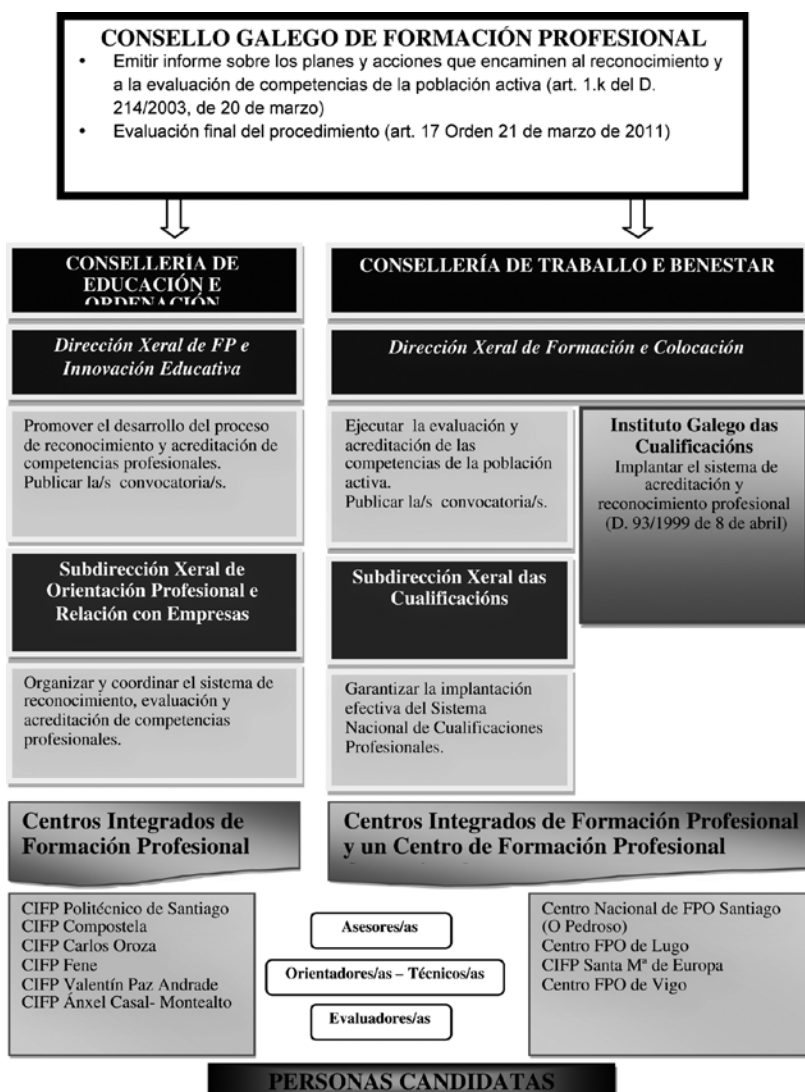 CONSELLO GALEGO DE FORMACIÓN PROFESIONAL
• Emitir informe sobre los planes y acciones que encaminen al reconocimiento y
a la evaluación de competencias de la población activa (art. 1.k del D.
214/2003, de 20 de marzo)
• Evaluación final del procedimiento (art. 17 Orden 21 de marzo de 2011)
CONSELLERÍA DE
EDUCACIÓN E
ORDENACIÓN
Dirección Xeral de FP e
Innovación Educativa
Promover el desarrollo del proceso
de reconocimiento y acreditación de
competencias profesionales.
Publicar la/s convocatoria/s.
Subdirección Xeral de
Orientación Profesional e
Relación con Empresas
Organizar y coordinar el sistema de
reconocimiento, evaluación y
acreditación de competencias
profesionales.
CONSELLERÍA DE TRABALLO E BENESTAR
Dirección Xeral de Formación e Colocación
Ejecutar la evaluación y
acreditación de las
competencias de la población
activa.
Publicar la/s convocatoria/s.
Subdirección Xeral das
Cualificacións
Garantizar la implantación
efectiva del Sistema
Nacional de Cualificaciones
Profesionales.
Instituto Galego das
Cualificacións
Implantar el sistema de
acreditación y
reconocimiento profesional
(D. 93/1999 de 8 de abril)
Centros Integrados de
Formación Profesional
Centros Integrados de Formación Profesional
y un Centro de Formación Profesional
CIFP Politécnico de Santiago
CIFP Compostela
CIFP Carlos Oroza
CIFP Fene
CIFP Valentín Paz Andrade
CIFP Ánxel Casal- Montealto
Asesores/as
Orientadores/as – Técnicos/as
Evaluadores/as
Centro Nacional de FPO Santiago
(O Pedroso)
Centro FPO de Lugo
CIFP Santa Mª de Europa
Centro FPO de Vigo
PERSONAS CANDIDATAS